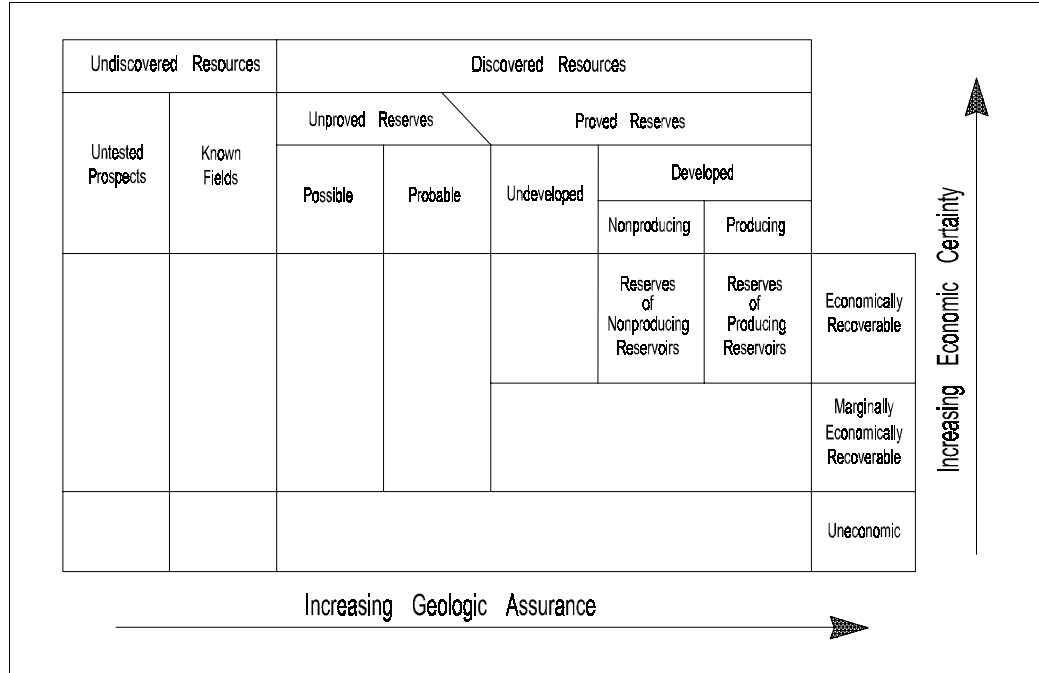 Undiscovered Resources
Discovered Resources
Unproved Reserves
Proved Reserves
Untested
Prospects
Known
Fields
Possible
Probable
Undeveloped
Developed
Nonproducing
Producing
Reserves
of
Nonproducing
Reservoirs
Reserves
of
Producing
Reservoirs
Economically
Recoverable
Marginally
Economically
Recoverable
Uneconomic
Increasing Economic Certainty
Increasing Geologic Assurance